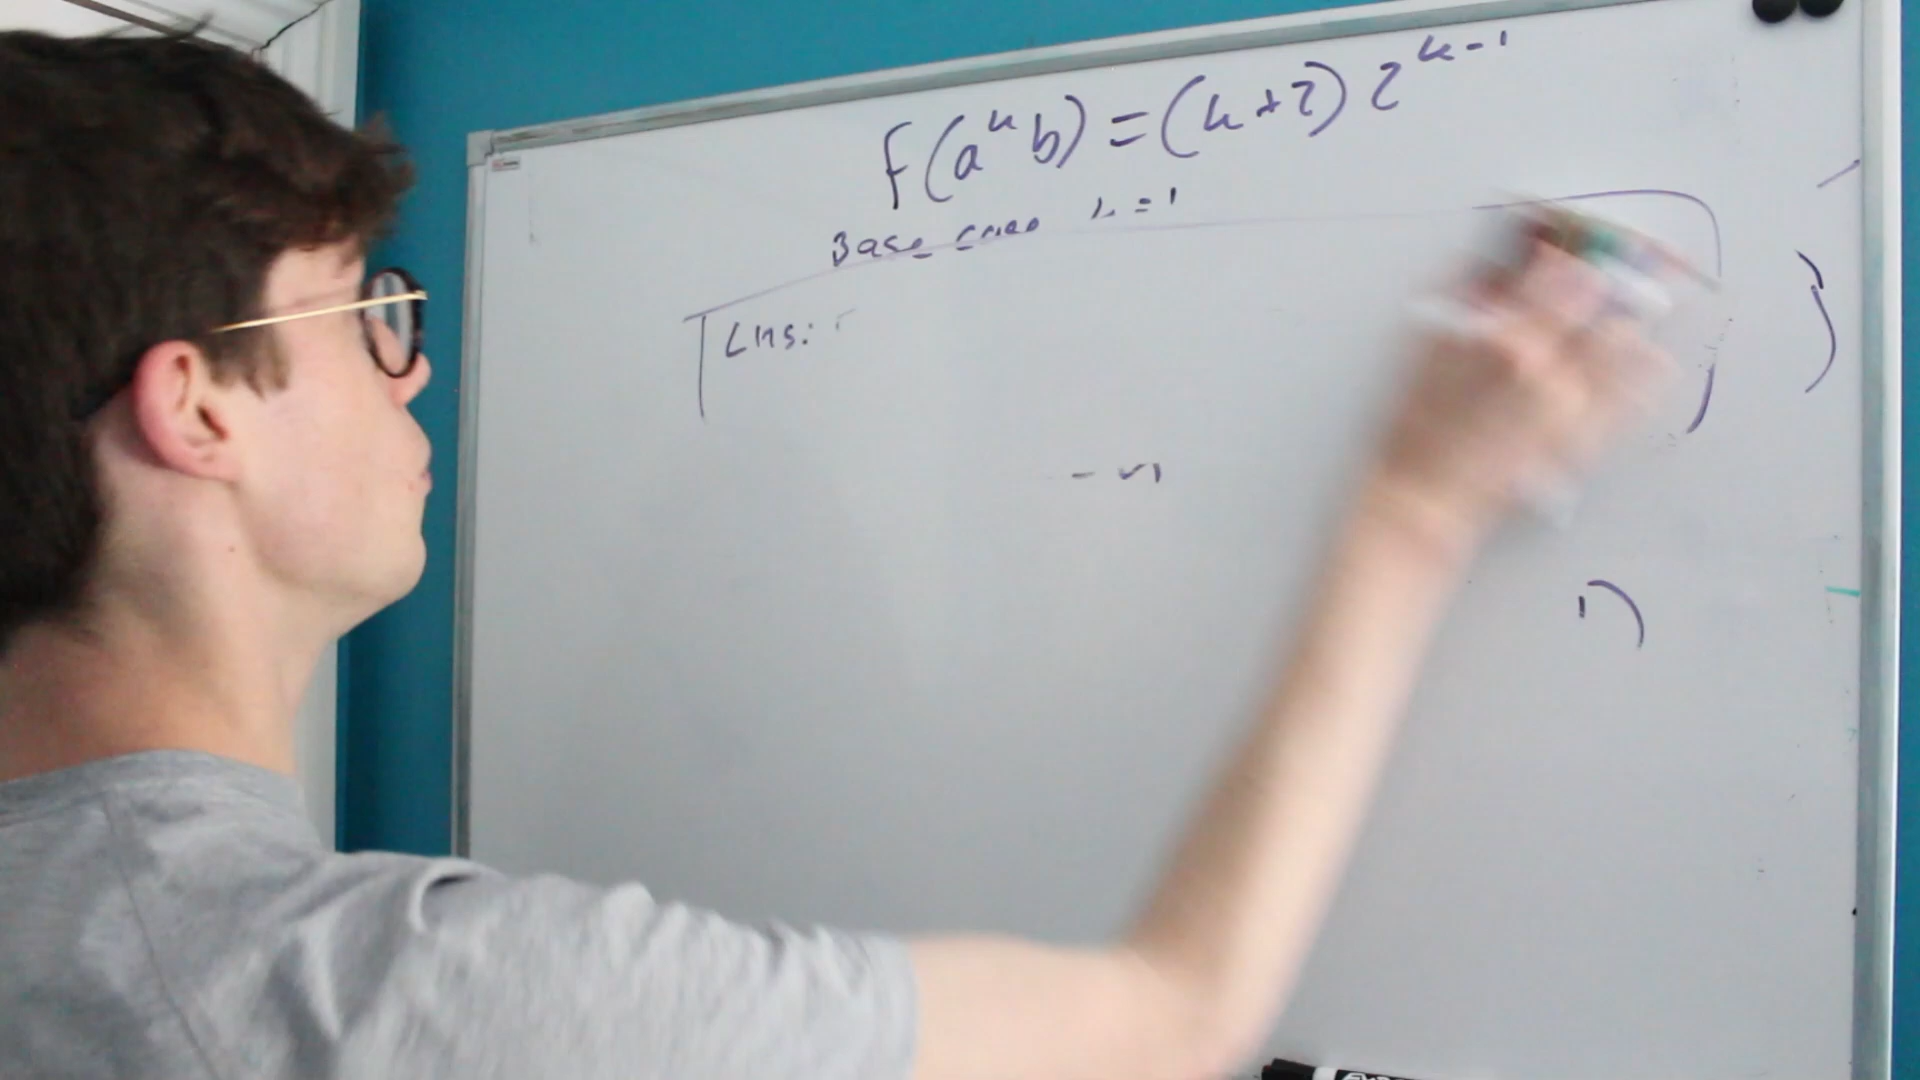 f(a^k b) = (k+2) 2^{k-1}
Base case k=1
LHS: